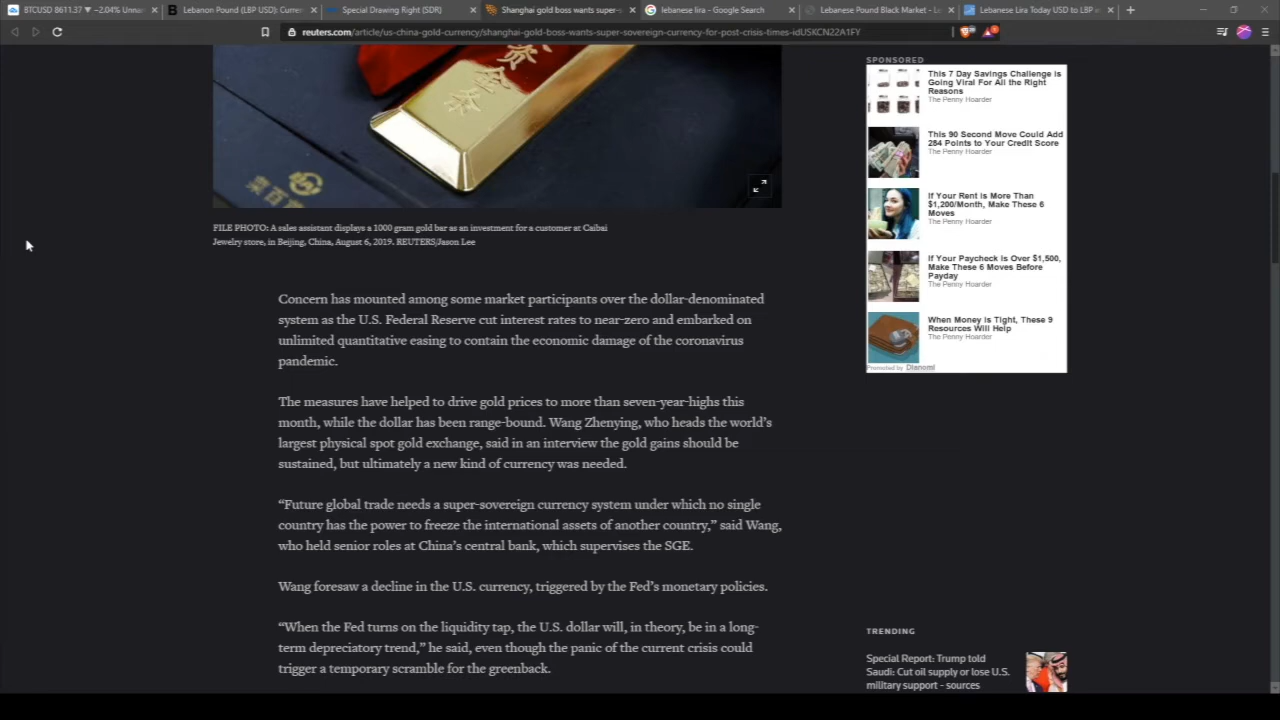 BTCUSD 8611.37 ▼ −2.04% Unna
Lebanon Pound (LBP USD): Curre
Special Drawing Right (SDR)
Shanghai gold boss wants super-s
lebanese lira - Google Search
Lebanese Pound Black Market - Le
Lebanese Lira Today USD to LBP w
reuters.com/article/us-china-gold-currency/shanghai-gold-boss-wants-super-sovereign-currency-for-post-crisis-times-idUSKCN22A1FY
FILE PHOTO: A sales assistant displays a 1000 gram gold bar as an investment for a customer at Caibai
Jewelry store, in Beijing, China, August 6, 2019. REUTERS/Jason Lee
Concern has mounted among some market participants over the dollar-denominated
system as the U.S. Federal Reserve cut interest rates to near-zero and embarked on
unlimited quantitative easing to contain the economic damage of the coronavirus
pandemic.
The measures have helped to drive gold prices to more than seven-year-highs this
month, while the dollar has been range-bound. Wang Zhenying, who heads the world’s
largest physical spot gold exchange, said in an interview the gold gains should be
sustained, but ultimately a new kind of currency was needed.
“Future global trade needs a super-sovereign currency system under which no single
country has the power to freeze the international assets of another country,” said Wang,
who held senior roles at China’s central bank, which supervises the SGE.
Wang foresaw a decline in the U.S. currency, triggered by the Fed’s monetary policies.
“When the Fed turns on the liquidity tap, the U.S. dollar will, in theory, be in a long-
term depreciatory trend,” he said, even though the panic of the current crisis could
trigger a temporary scramble for the greenback.
SPONSORED
This 7 Day Savings Challenge is
Going Viral For All the Right
Reasons
The Penny Hoarder
This 90 Second Move Could Add
284 Points to Your Credit Score
The Penny Hoarder
If Your Rent is More Than
$1,200/Month, Make These 6
Moves
The Penny Hoarder
If Your Paycheck is Over $1,500,
Make These 6 Moves Before
Payday
The Penny Hoarder
When Money is Tight, These 9
Resources Will Help
The Penny Hoarder
Promoted by Dianomi
TRENDING
Special Report: Trump told
Saudi: Cut oil supply or lose U.S.
military support - sources